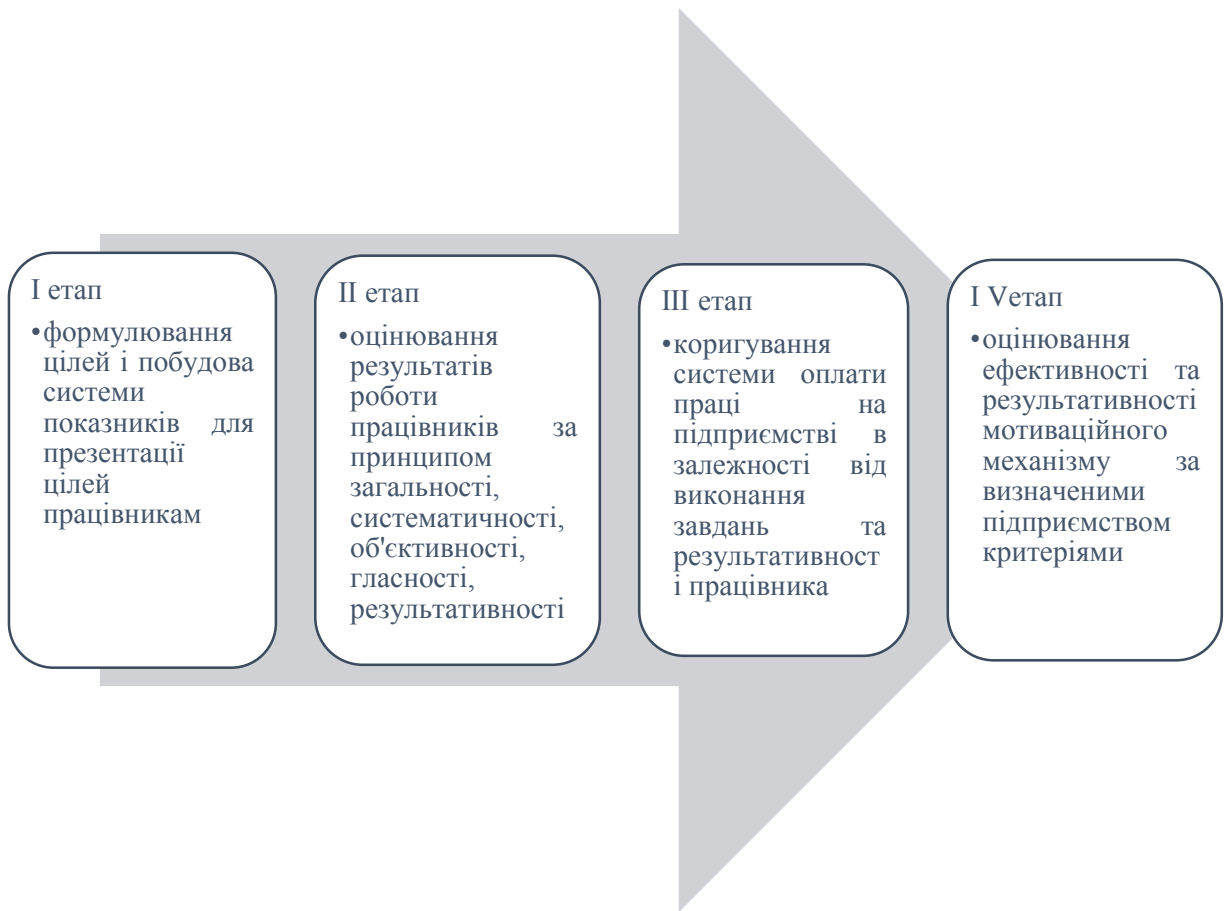 І етап
•формулювання
цілей і побудова
системи
показників для
презентації
цілей
працівникам
ІІ етап
•оцінювання
результатів
роботи
працівників за
принципом
загальності,
систематичності,
об'єктивності,
гласності,
результативності
ІІІ етап
•коригування
системи оплати
праці на
підприємстві в
залежності від
виконання
завдань та
результативност
і працівника
І Vетап
•оцінювання
ефективності та
результативності
мотиваційного
механізму за
визначеними
підприємством
критеріями